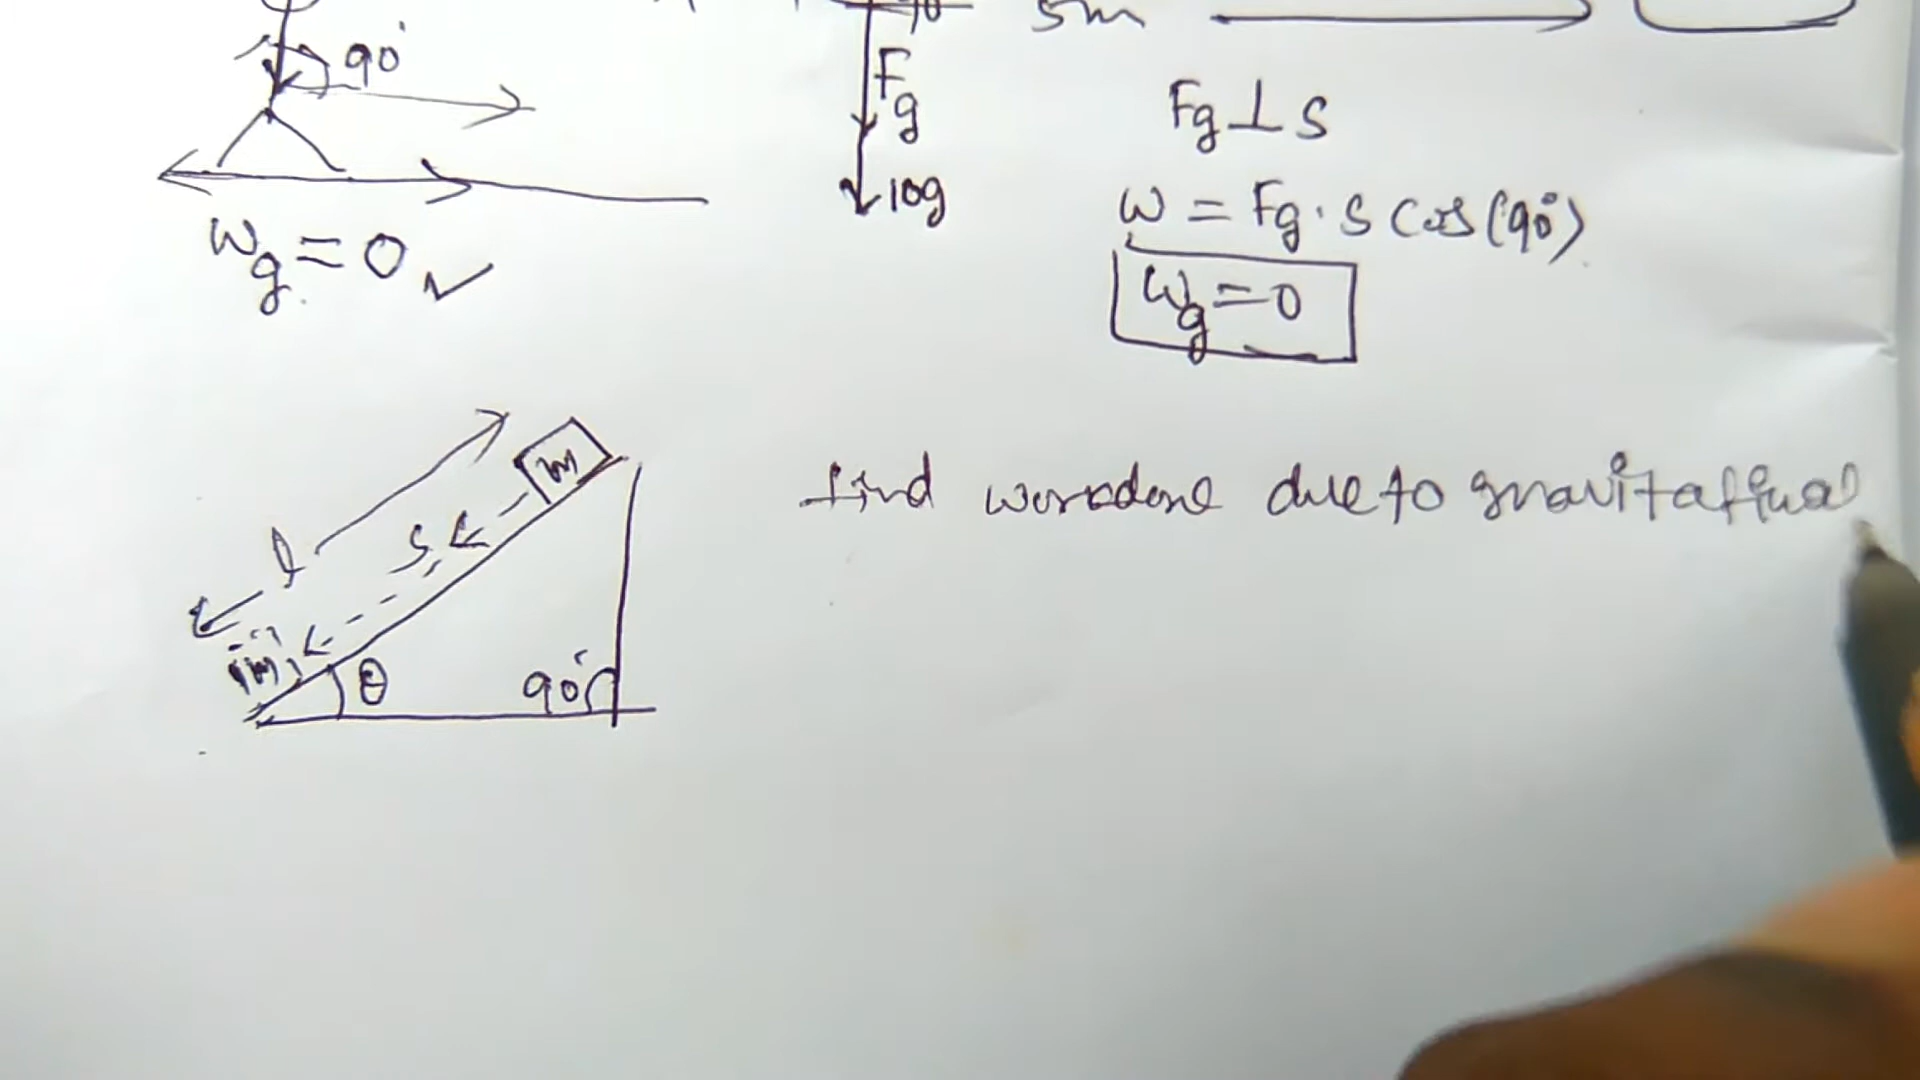 5m
90°
Fg
Fg ⊥ S
10g
W = Fg · S Cos(90°)
Wg = 0
Wg = 0
m
find workdone due to gravitational
S
l
m
θ
90°